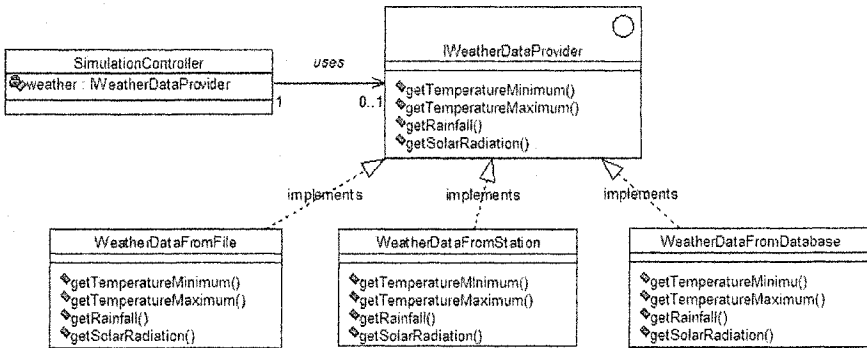 IWeatherDataProvider
SimulationController
uses
weather : IWeatherDataProvider
getTemperatureMinimum()
getTemperatureMaximum()
1
0..1
getRainfall()
getSolarRadiation()
implements
implements
implements
WeatherDataFromFile
WeatherDataFromStation
WeatherDataFromDatabase
getTemperatureMinimum()
getTemperatureMaximum()
getRainfall()
getSolarRadiation()
getTemperatureMinimum()
getTemperatureMaximum()
getRainfall()
getSolarRadiation()
getTemperatureMinimu()
getTemperatureMaximum()
getRainfall()
getSolarRadiation()